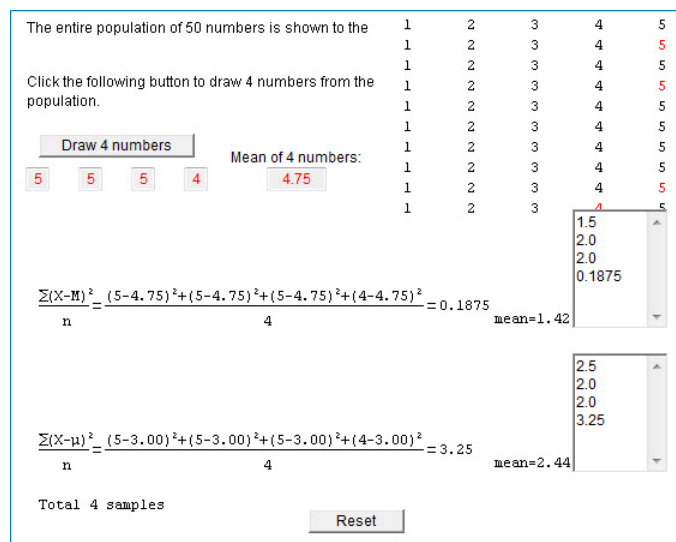 The entire population of 50 numbers is shown to the
1 2 3 4 5
1 2 3 4 5
1 2 3 4 5
Click the following button to draw 4 numbers from the
population.
1 2 3 4 5
1 2 3 4 5
1 2 3 4 5
1 2 3 4 5
1 2 3 4 5
1 2 3 4 5
1 2 3 4 5
Draw 4 numbers
Mean of 4 numbers:
5 5 5 4 4.75
1.5
2.0
2.0
0.1875
Σ(X-M)²/n = (5-4.75)²+(5-4.75)²+(5-4.75)²+(4-4.75)²/4 = 0.1875
mean=1.42
2.5
2.0
2.0
3.25
Σ(X-μ)²/n = (5-3.00)²+(5-3.00)²+(5-3.00)²+(4-3.00)²/4 = 3.25
mean=2.44
Total 4 samples
Reset